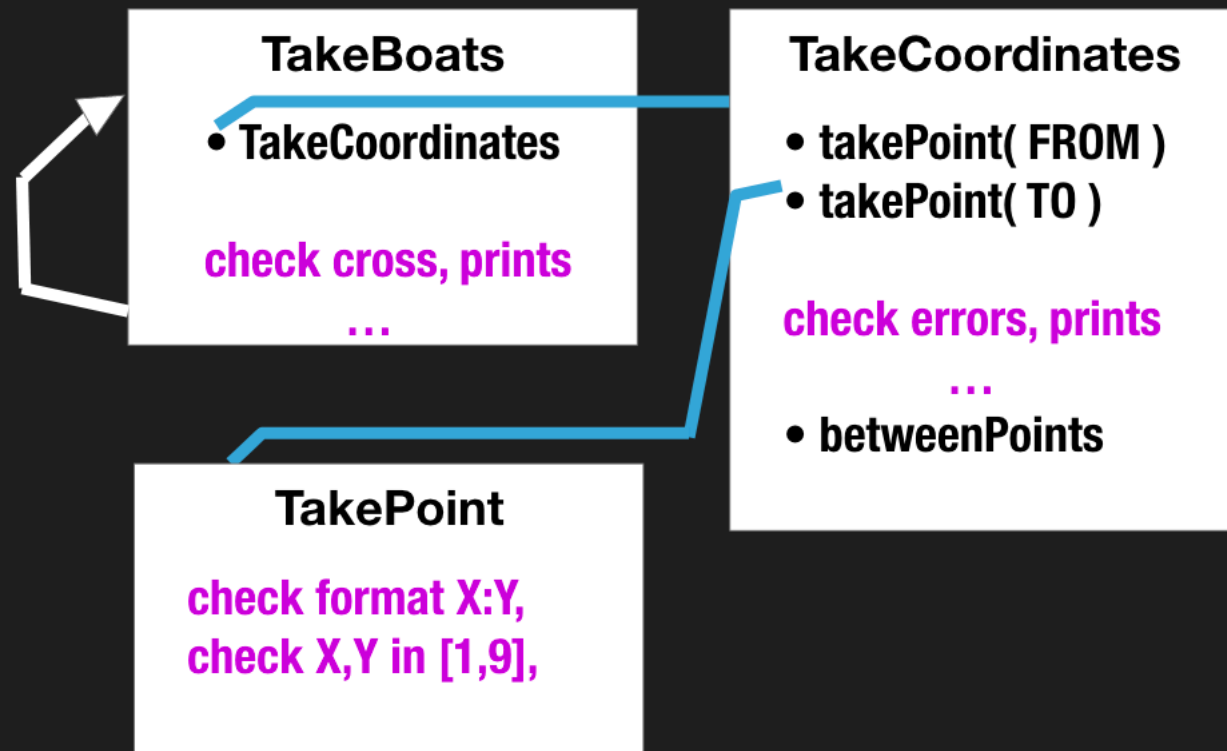 TakeBoats
• TakeCoordinates
check cross, prints
...
TakeCoordinates
• takePoint( FROM )
• takePoint( TO )
check errors, prints
...
• betweenPoints
TakePoint
check format X:Y,
check X,Y in [1,9],